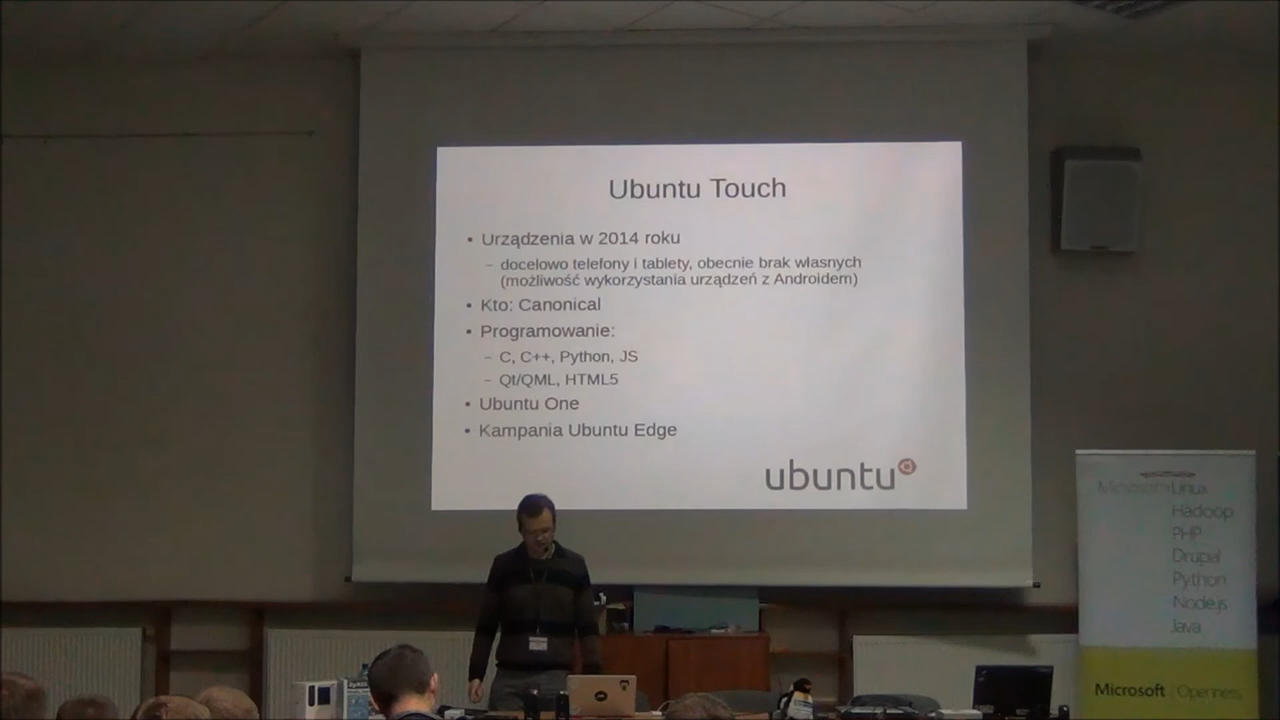 Ubuntu Touch
• Urządzenia w 2014 roku
– docelowo telefony i tablety, obecnie brak własnych
(możliwość wykorzystania urządzeń z Androidem)
• Kto: Canonical
• Programowanie:
– C, C++, Python, JS
– Qt/QML, HTML5
• Ubuntu One
• Kampania Ubuntu Edge
ubuntu
Microsoft Linux
Hadoop
PHP
Drupal
Python
Node.js
Java
Microsoft | Openness